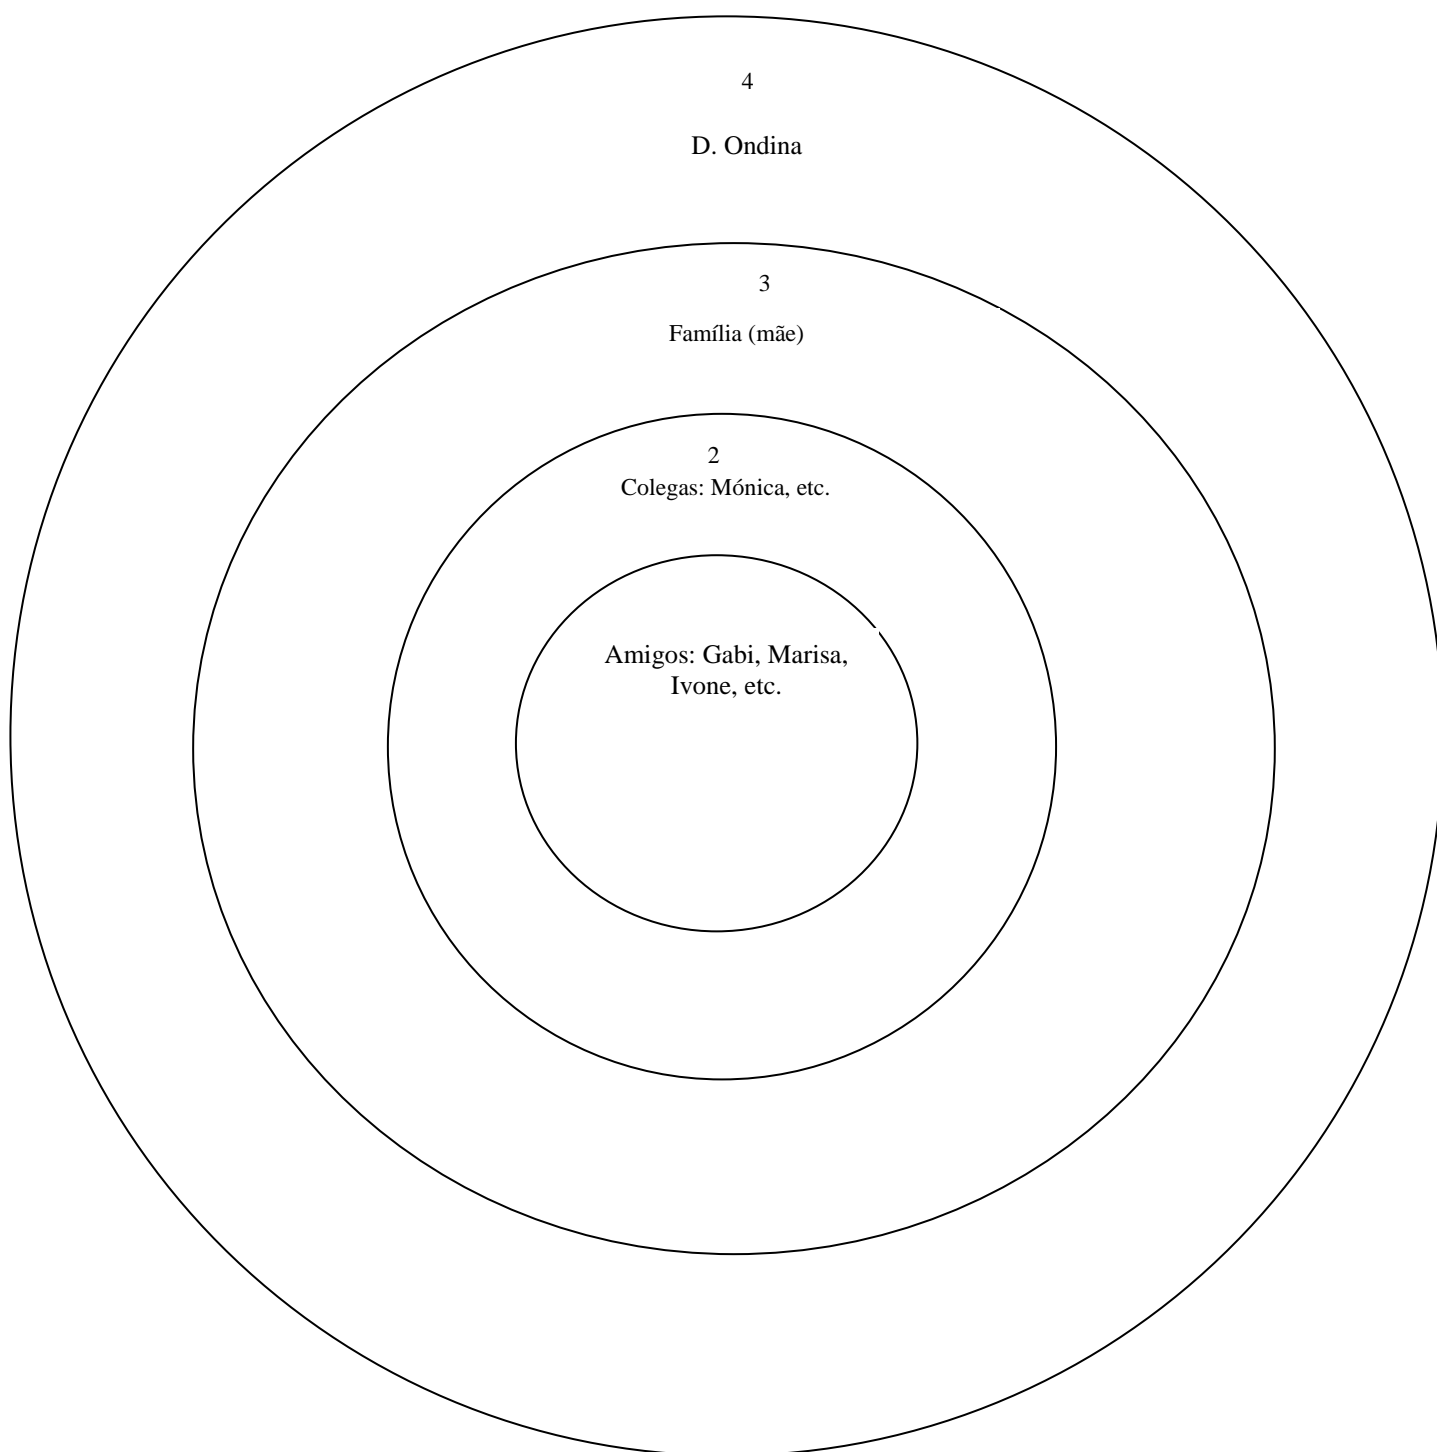 4
D. Ondina
3
Família (mãe)
2
Colegas: Mónica, etc.
Amigos: Gabi, Marisa,
Ivone, etc.